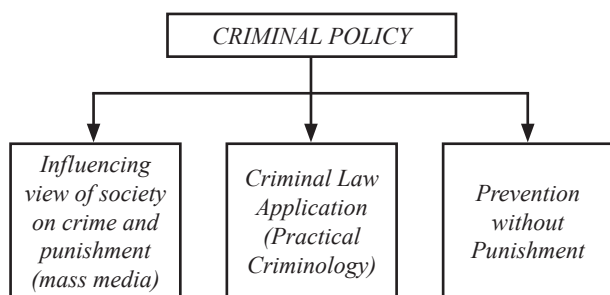 CRIMINAL POLICY
Influencing
view of society
on crime and
punishment
(mass media)
Criminal Law
Application
(Practical
Criminology)
Prevention
without
Punishment